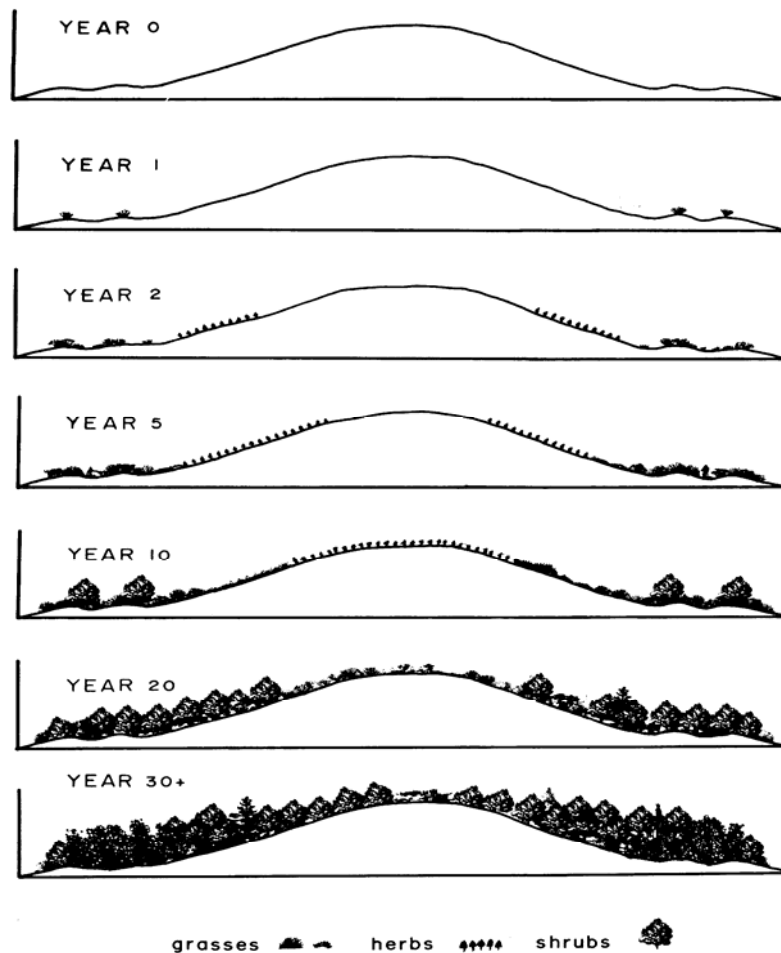 YEAR 0
YEAR 1
YEAR 2
YEAR 5
YEAR 10
YEAR 20
YEAR 30+
grasses herbs shrubs